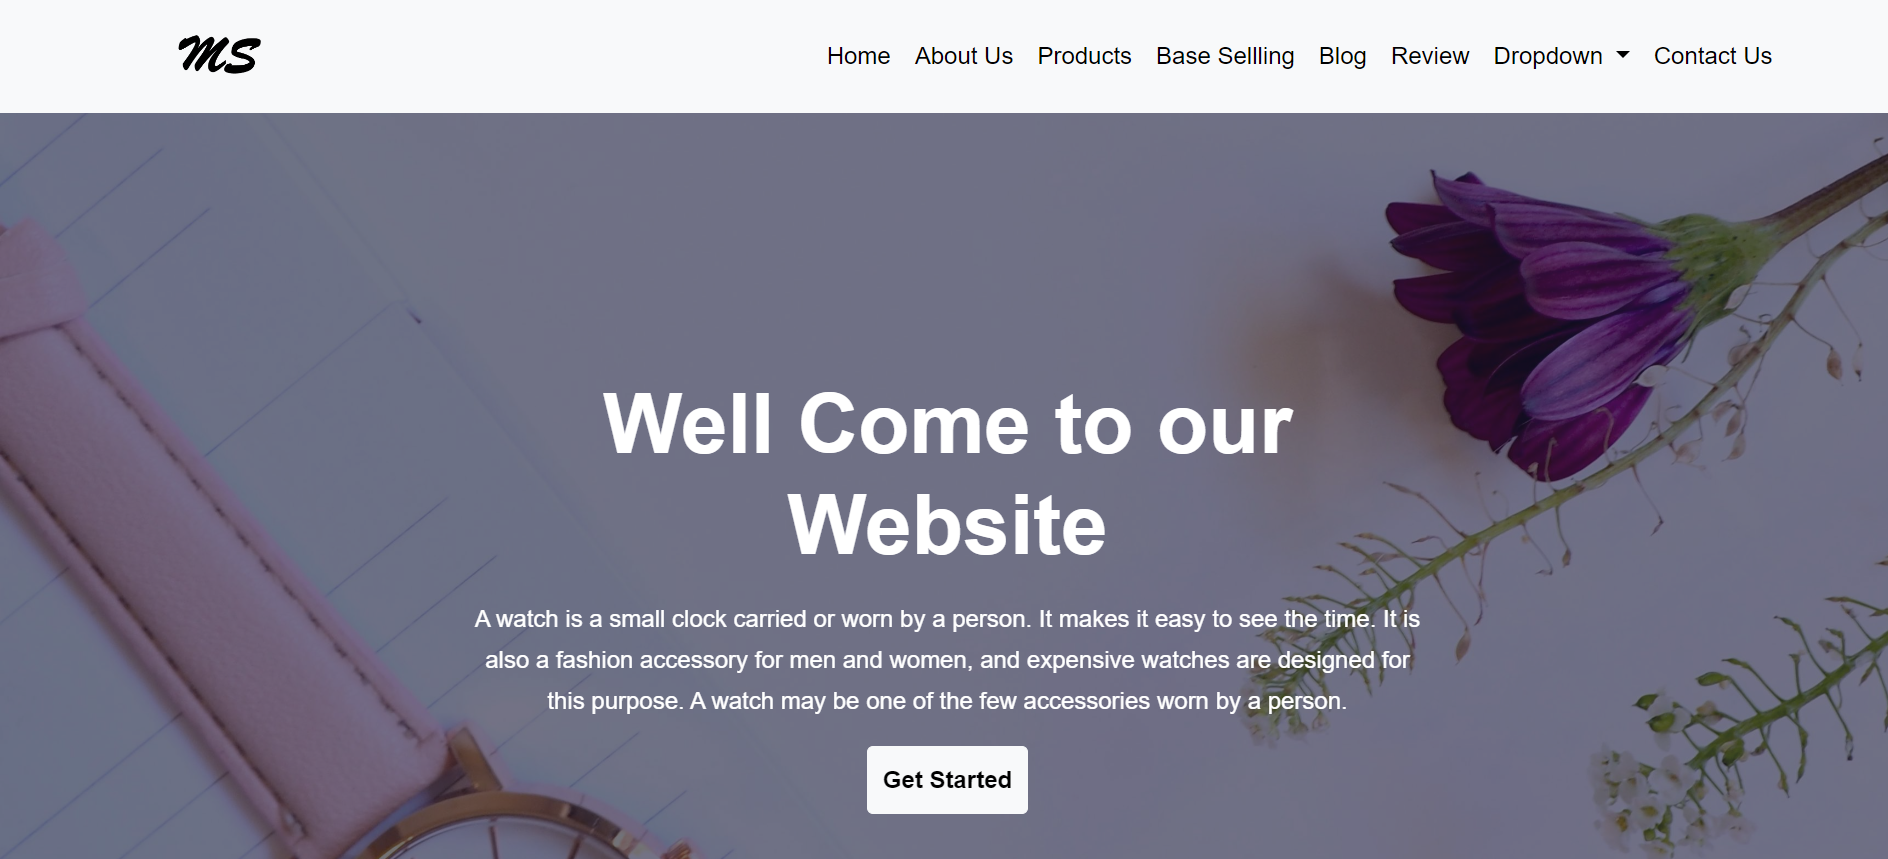 MS
Home About Us Products Base Sellling Blog Review Dropdown Contact Us
Well Come to our
Website
A watch is a small clock carried or worn by a person. It makes it easy to see the time. It is
also a fashion accessory for men and women, and expensive watches are designed for
this purpose. A watch may be one of the few accessories worn by a person.
Get Started